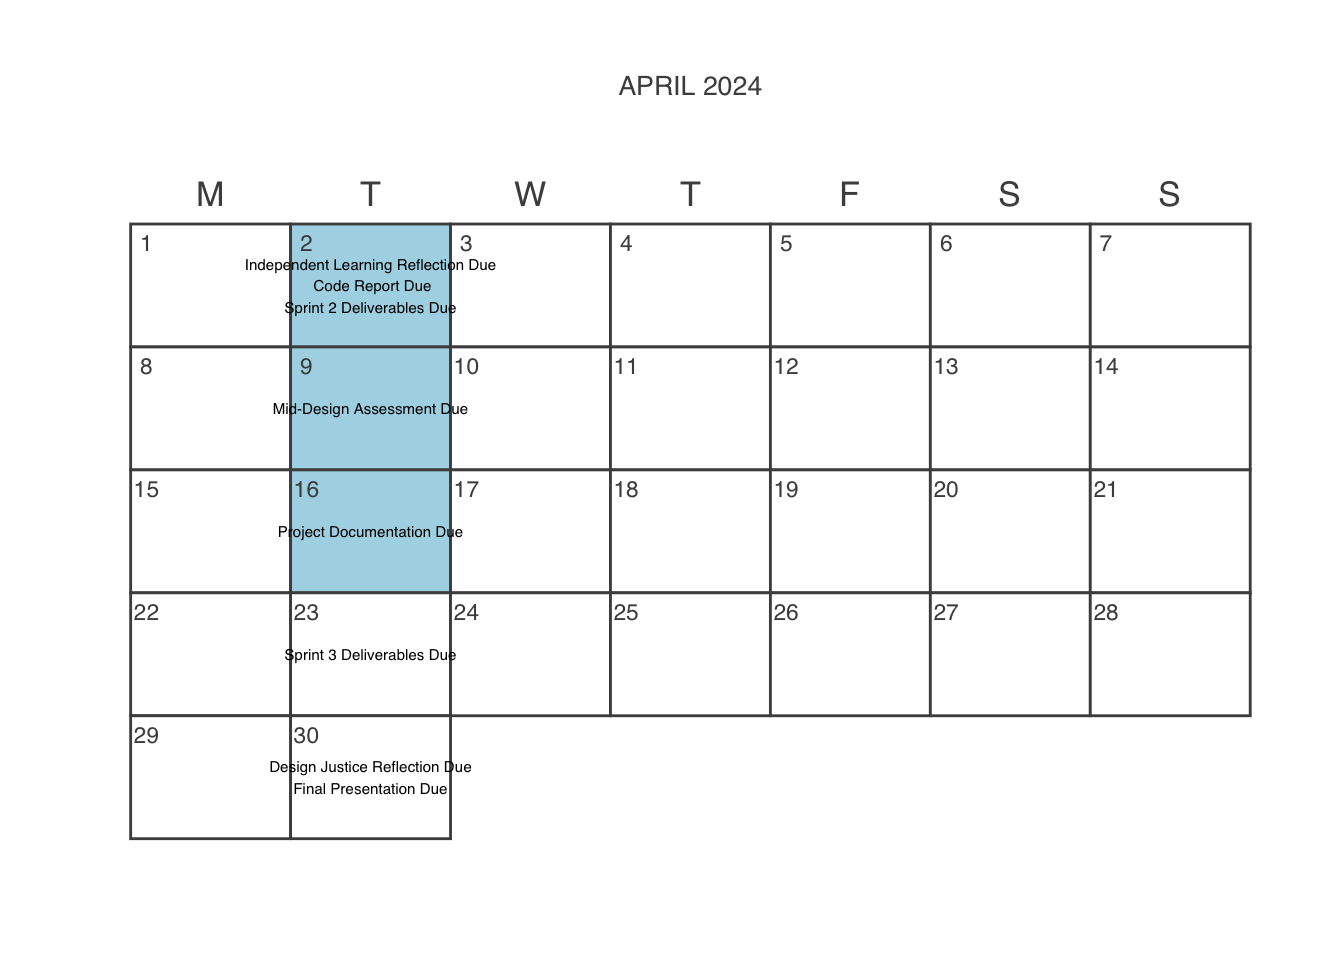 APRIL 2024
M T W T F S S
1 2 3 4 5 6 7
Independent Learning Reflection Due
Code Report Due
Sprint 2 Deliverables Due
8 9 10 11 12 13 14
Mid-Design Assessment Due
15 16 17 18 19 20 21
Project Documentation Due
22 23 24 25 26 27 28
Sprint 3 Deliverables Due
29 30
Design Justice Reflection Due
Final Presentation Due